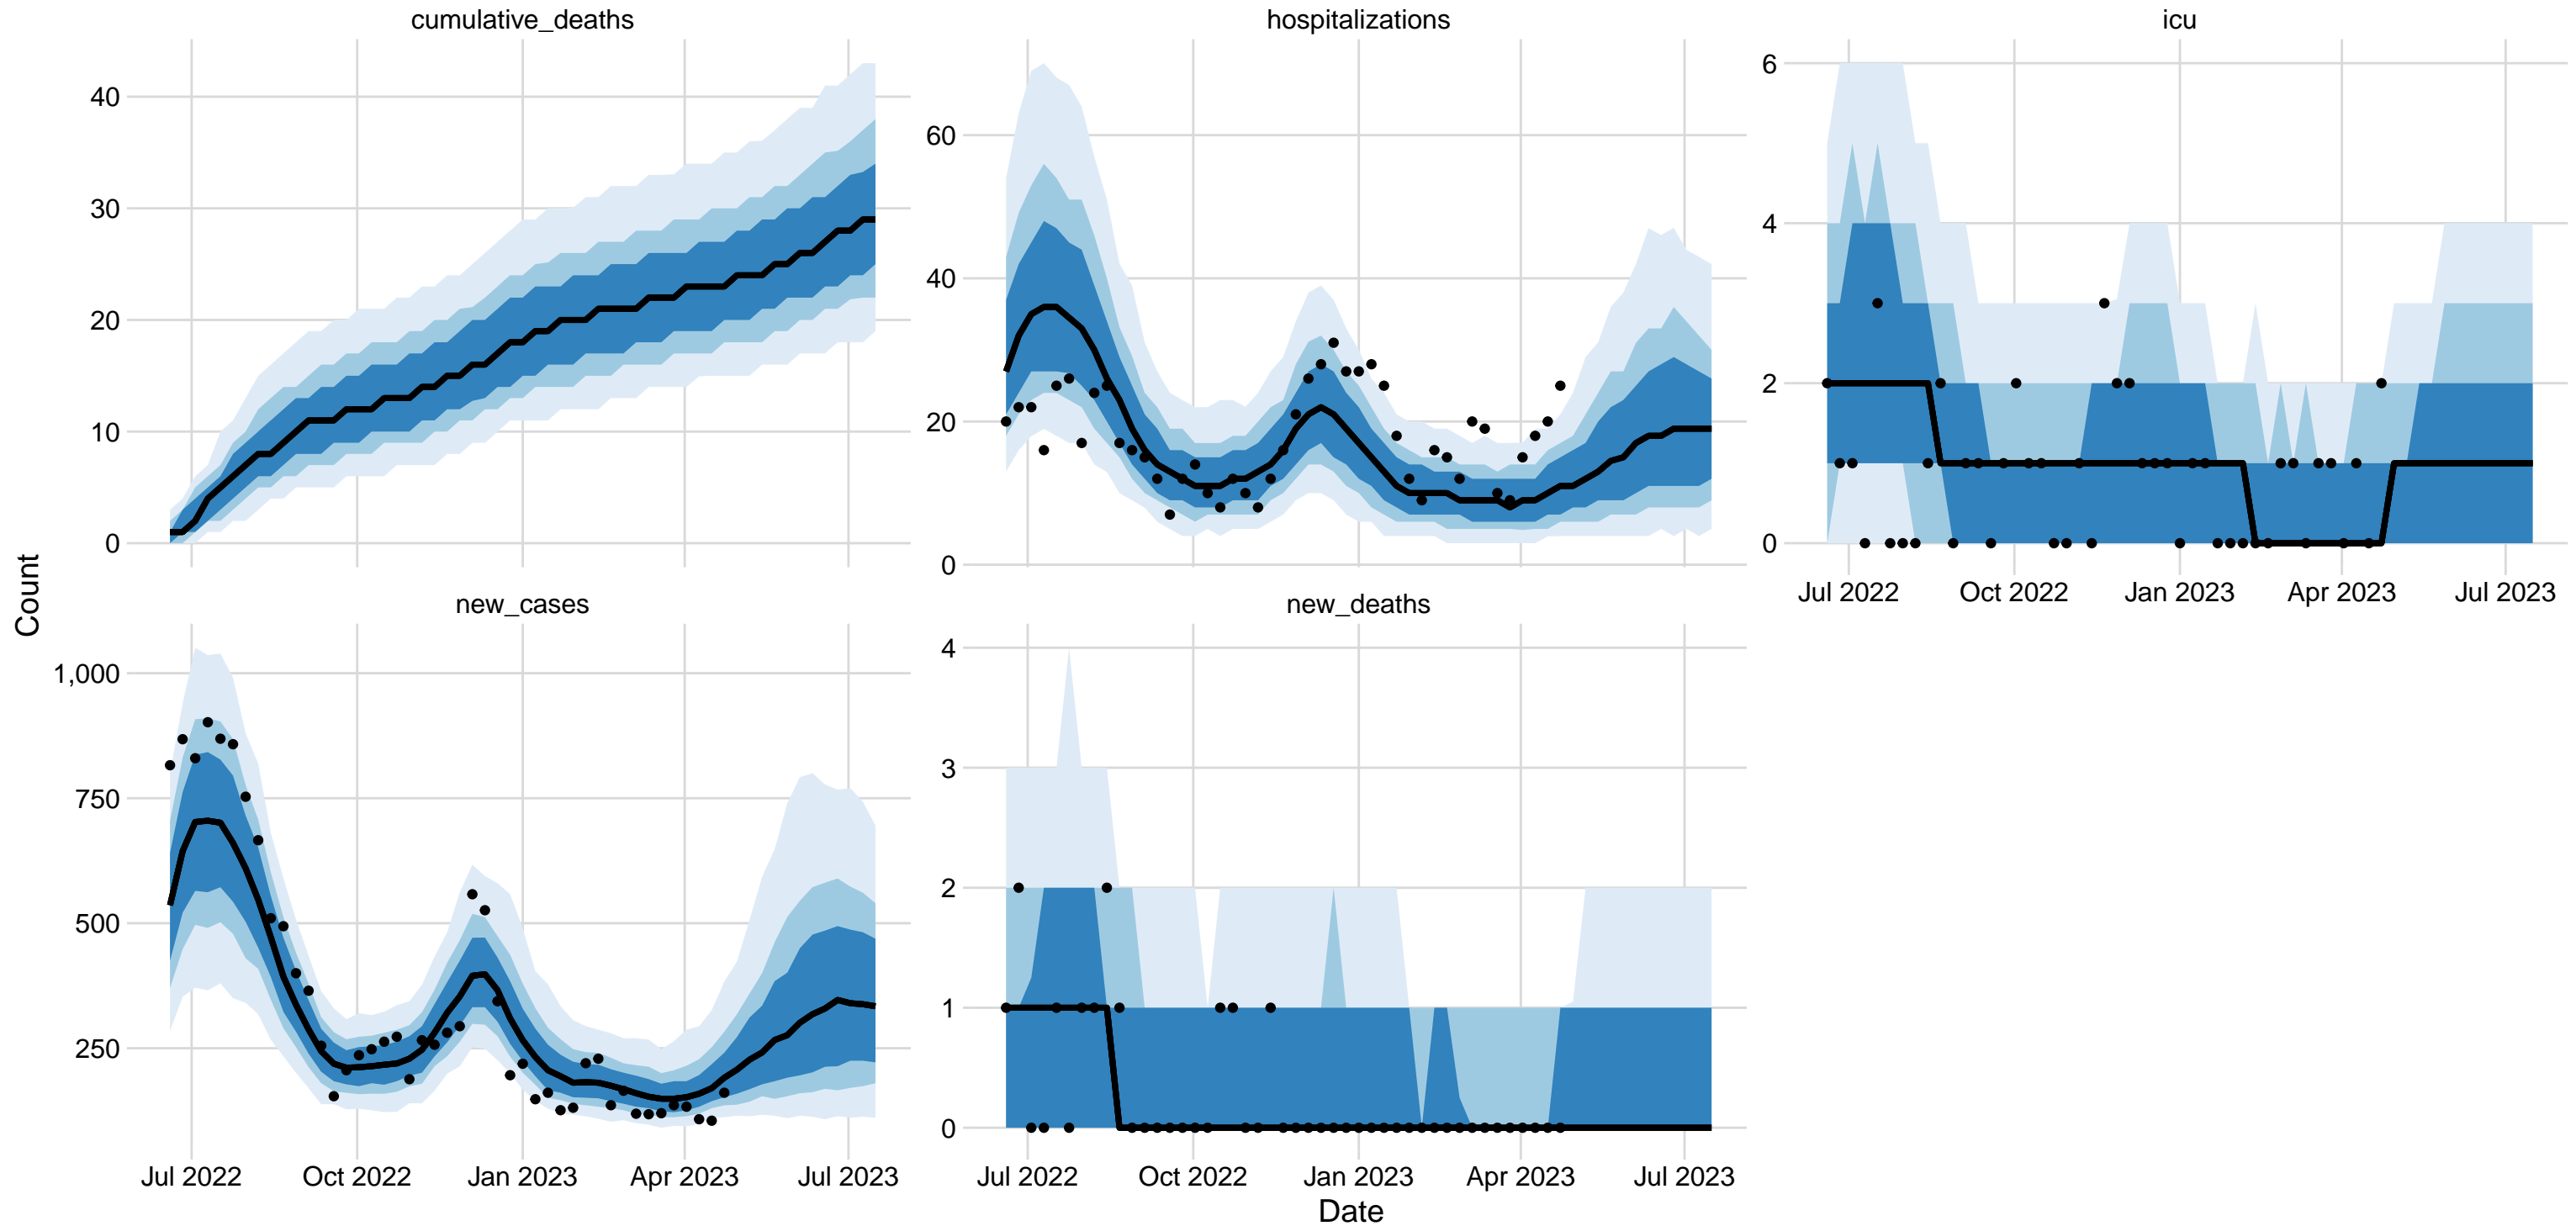 cumulative_deaths
hospitalizations
icu
40
30
20
10
0
60
40
20
0
6
4
2
0
Jul 2022 Oct 2022 Jan 2023 Apr 2023 Jul 2023
Count
new_cases
new_deaths
1,000
750
500
250
4
3
2
1
0
Jul 2022 Oct 2022 Jan 2023 Apr 2023 Jul 2023
Jul 2022 Oct 2022 Jan 2023 Apr 2023 Jul 2023
Date